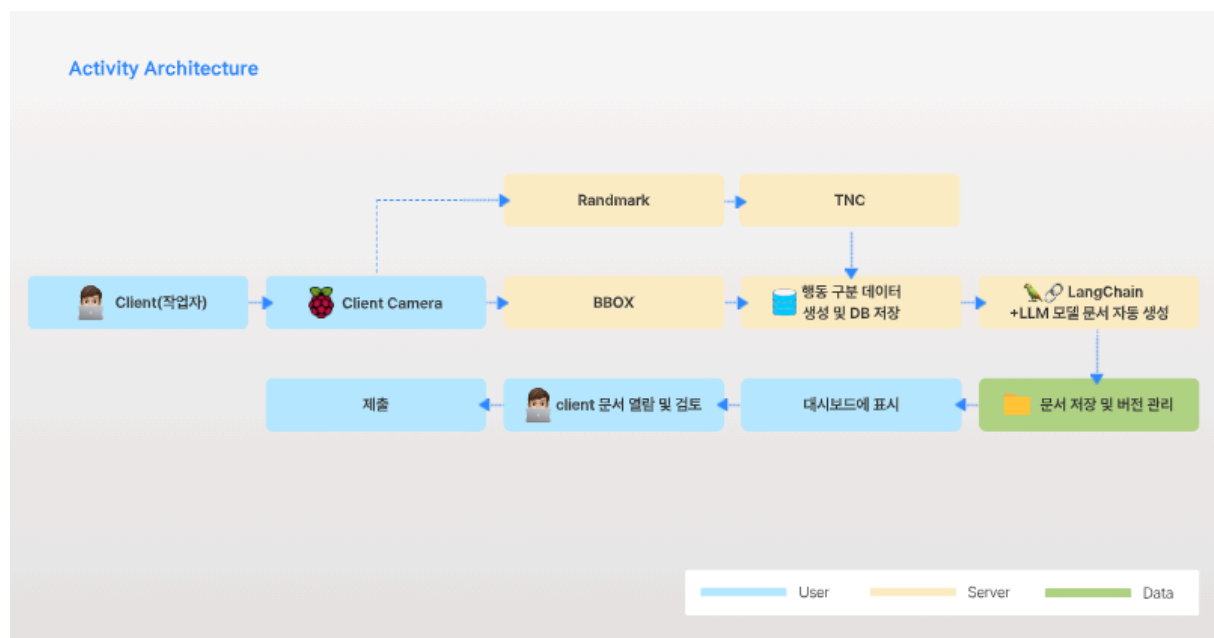 Activity Architecture
Randmark
TNC
Client(작업자)
Client Camera
BBOX
행동 구분 데이터
생성 및 DB 저장
LangChain
+LLM 모델 문서 자동 생성
제출
client 문서 열람 및 검토
대시보드에 표시
문서 저장 및 버전 관리
User
Server
Data